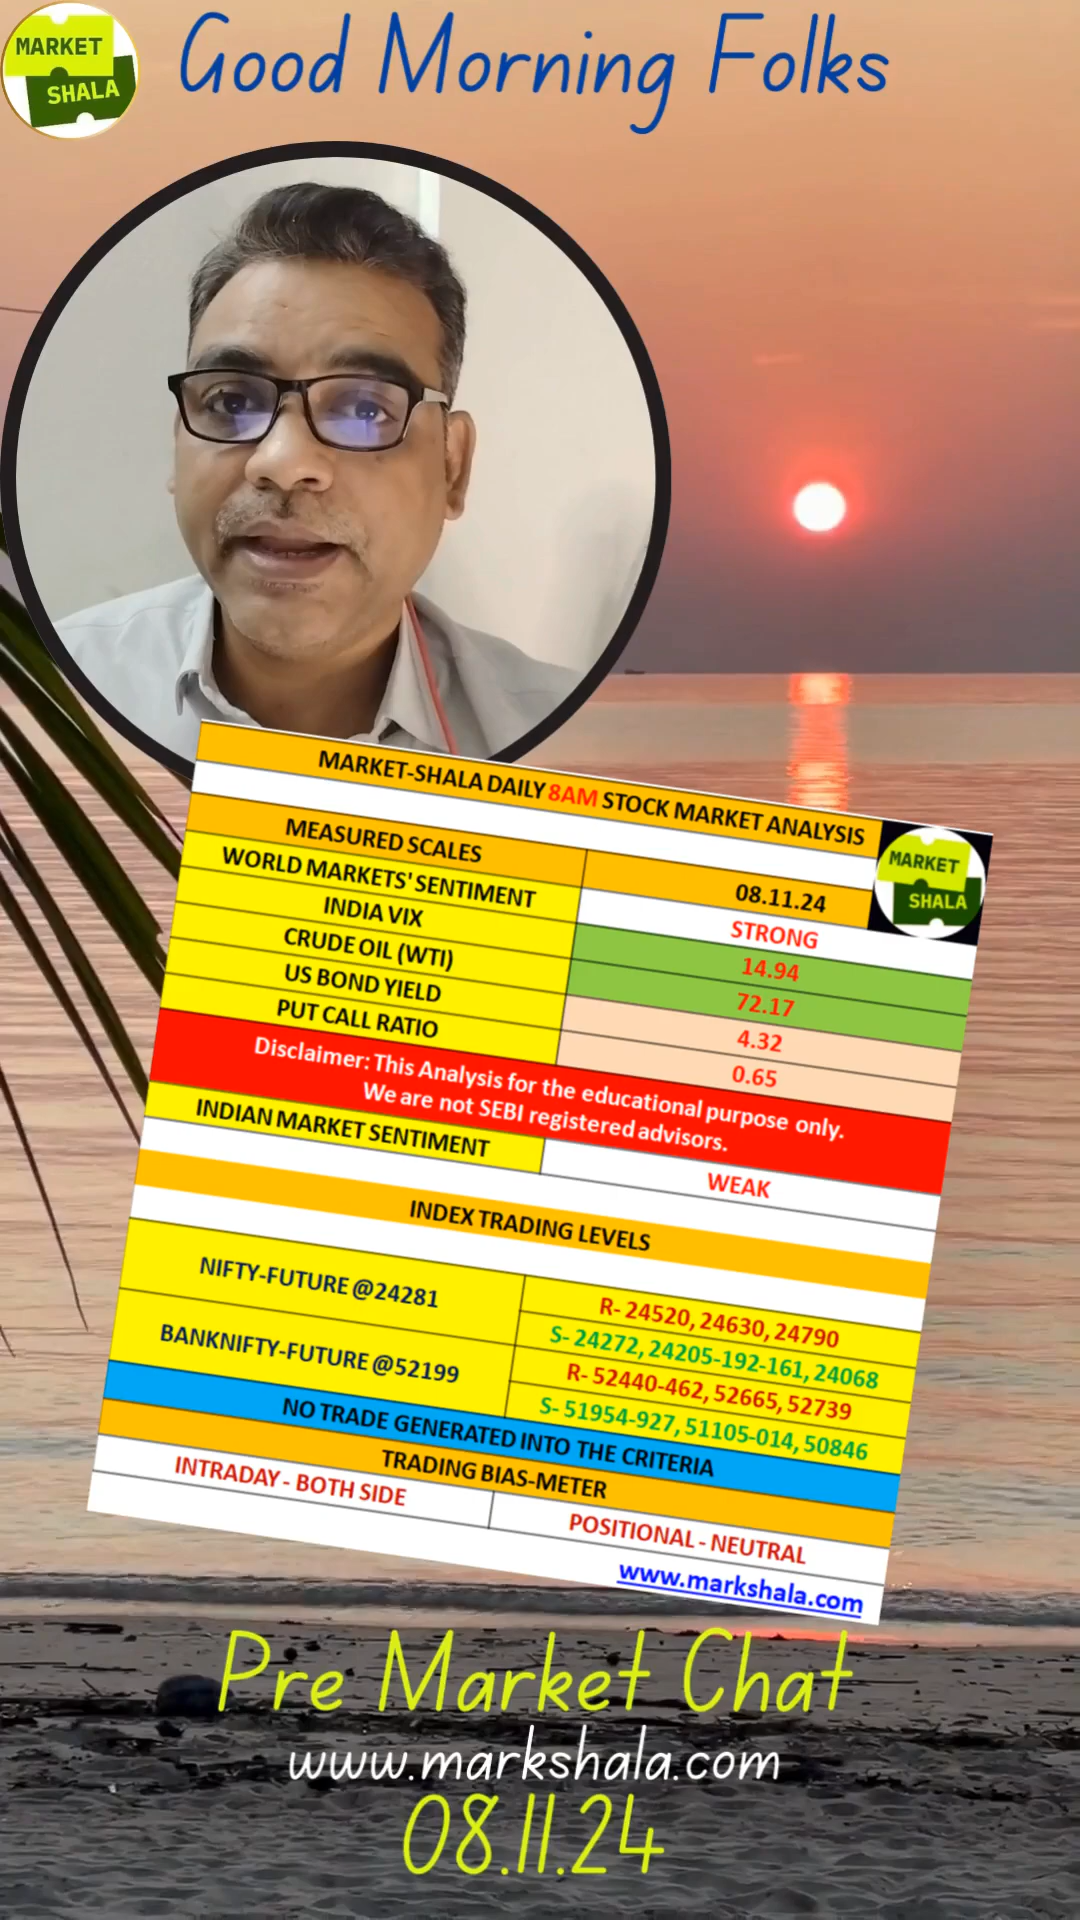 MARKET
SHALA
Good Morning Folks
MARKET-SHALA DAILY 8AM STOCK MARKET ANALYSIS
MARKET
SHALA
MEASURED SCALES 08.11.24
WORLD MARKETS' SENTIMENT STRONG
INDIA VIX 14.94
CRUDE OIL (WTI) 72.17
US BOND YIELD 4.32
PUT CALL RATIO 0.65
Disclaimer: This Analysis for the educational purpose only.
We are not SEBI registered advisors.
INDIAN MARKET SENTIMENT WEAK
INDEX TRADING LEVELS
NIFTY-FUTURE @24281
R- 24520, 24630, 24790
S- 24272, 24205-192-161, 24068
BANKNIFTY-FUTURE @52199
R- 52440-462, 52665, 52739
S- 51954-927, 51105-014, 50846
NO TRADE GENERATED INTO THE CRITERIA
TRADING BIAS-METER
INTRADAY - BOTH SIDE POSITIONAL - NEUTRAL
www.markshala.com
Pre Market Chat
www.markshala.com
08.11.24